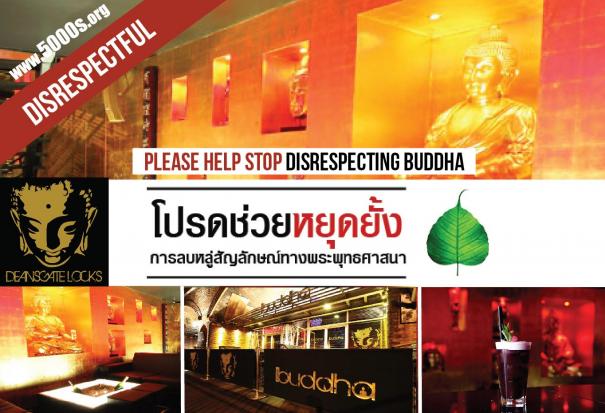 www.5000s.org
DISRESPECTFUL
PLEASE HELP STOP DISRESPECTING BUDDHA
โปรดช่วยหยุดยั้ง
การลบหลู่สัญลักษณ์ทางพระพุทธศาสนา
DEANSGATE LOCKS
buddha
buddha